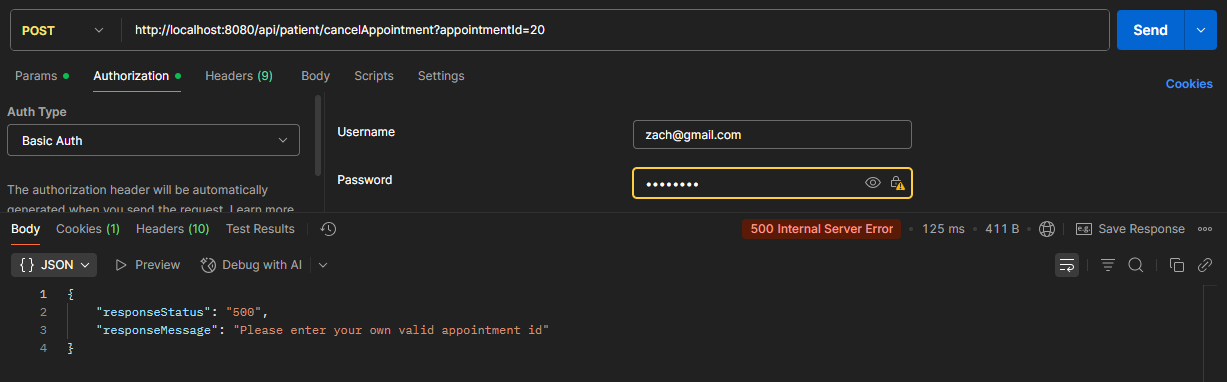 POST http://localhost:8080/api/patient/cancelAppointment?appointmentId=20 Send
Params Authorization Headers (9) Body Scripts Settings Cookies
Auth Type
Basic Auth
The authorization header will be automatically
generated when you send the request. Learn more
Username zach@gmail.com
Password ••••••••
Body Cookies (1) Headers (10) Test Results 500 Internal Server Error • 125 ms • 411 B e.g. Save Response
{} JSON Preview Debug with AI
1 {
2 "responseStatus": "500",
3 "responseMessage": "Please enter your own valid appointment id"
4 }